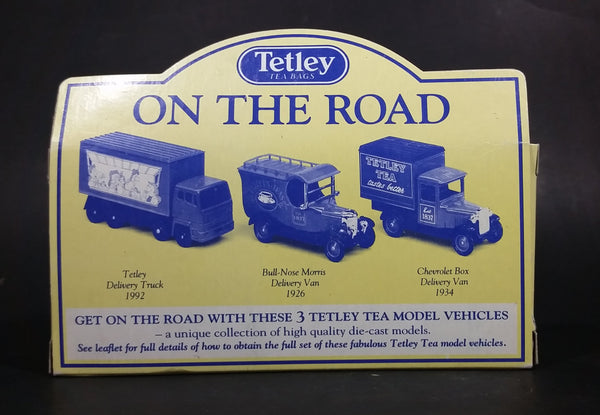 Tetley
TEA BAGS
ON THE ROAD
TETLEY
TEA
tastes better
Est
1837
1837
Tetley
Delivery Truck
1992
Bull-Nose Morris
Delivery Van
1926
Chevrolet Box
Delivery Van
1934
GET ON THE ROAD WITH THESE 3 TETLEY TEA MODEL VEHICLES
– a unique collection of high quality die-cast models.
See leaflet for full details of how to obtain the full set of these fabulous Tetley Tea model vehicles.